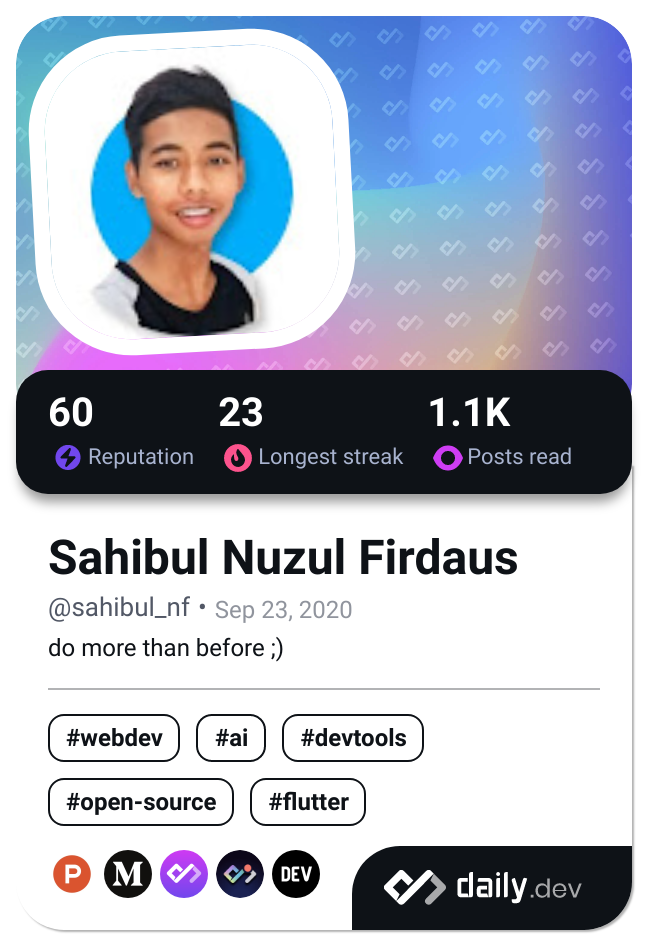 60 23 1.1K
Reputation Longest streak Posts read
Sahibul Nuzul Firdaus
@sahibul_nf • Sep 23, 2020
do more than before ;)
#webdev #ai #devtools
#open-source #flutter
P M DEV
daily.dev